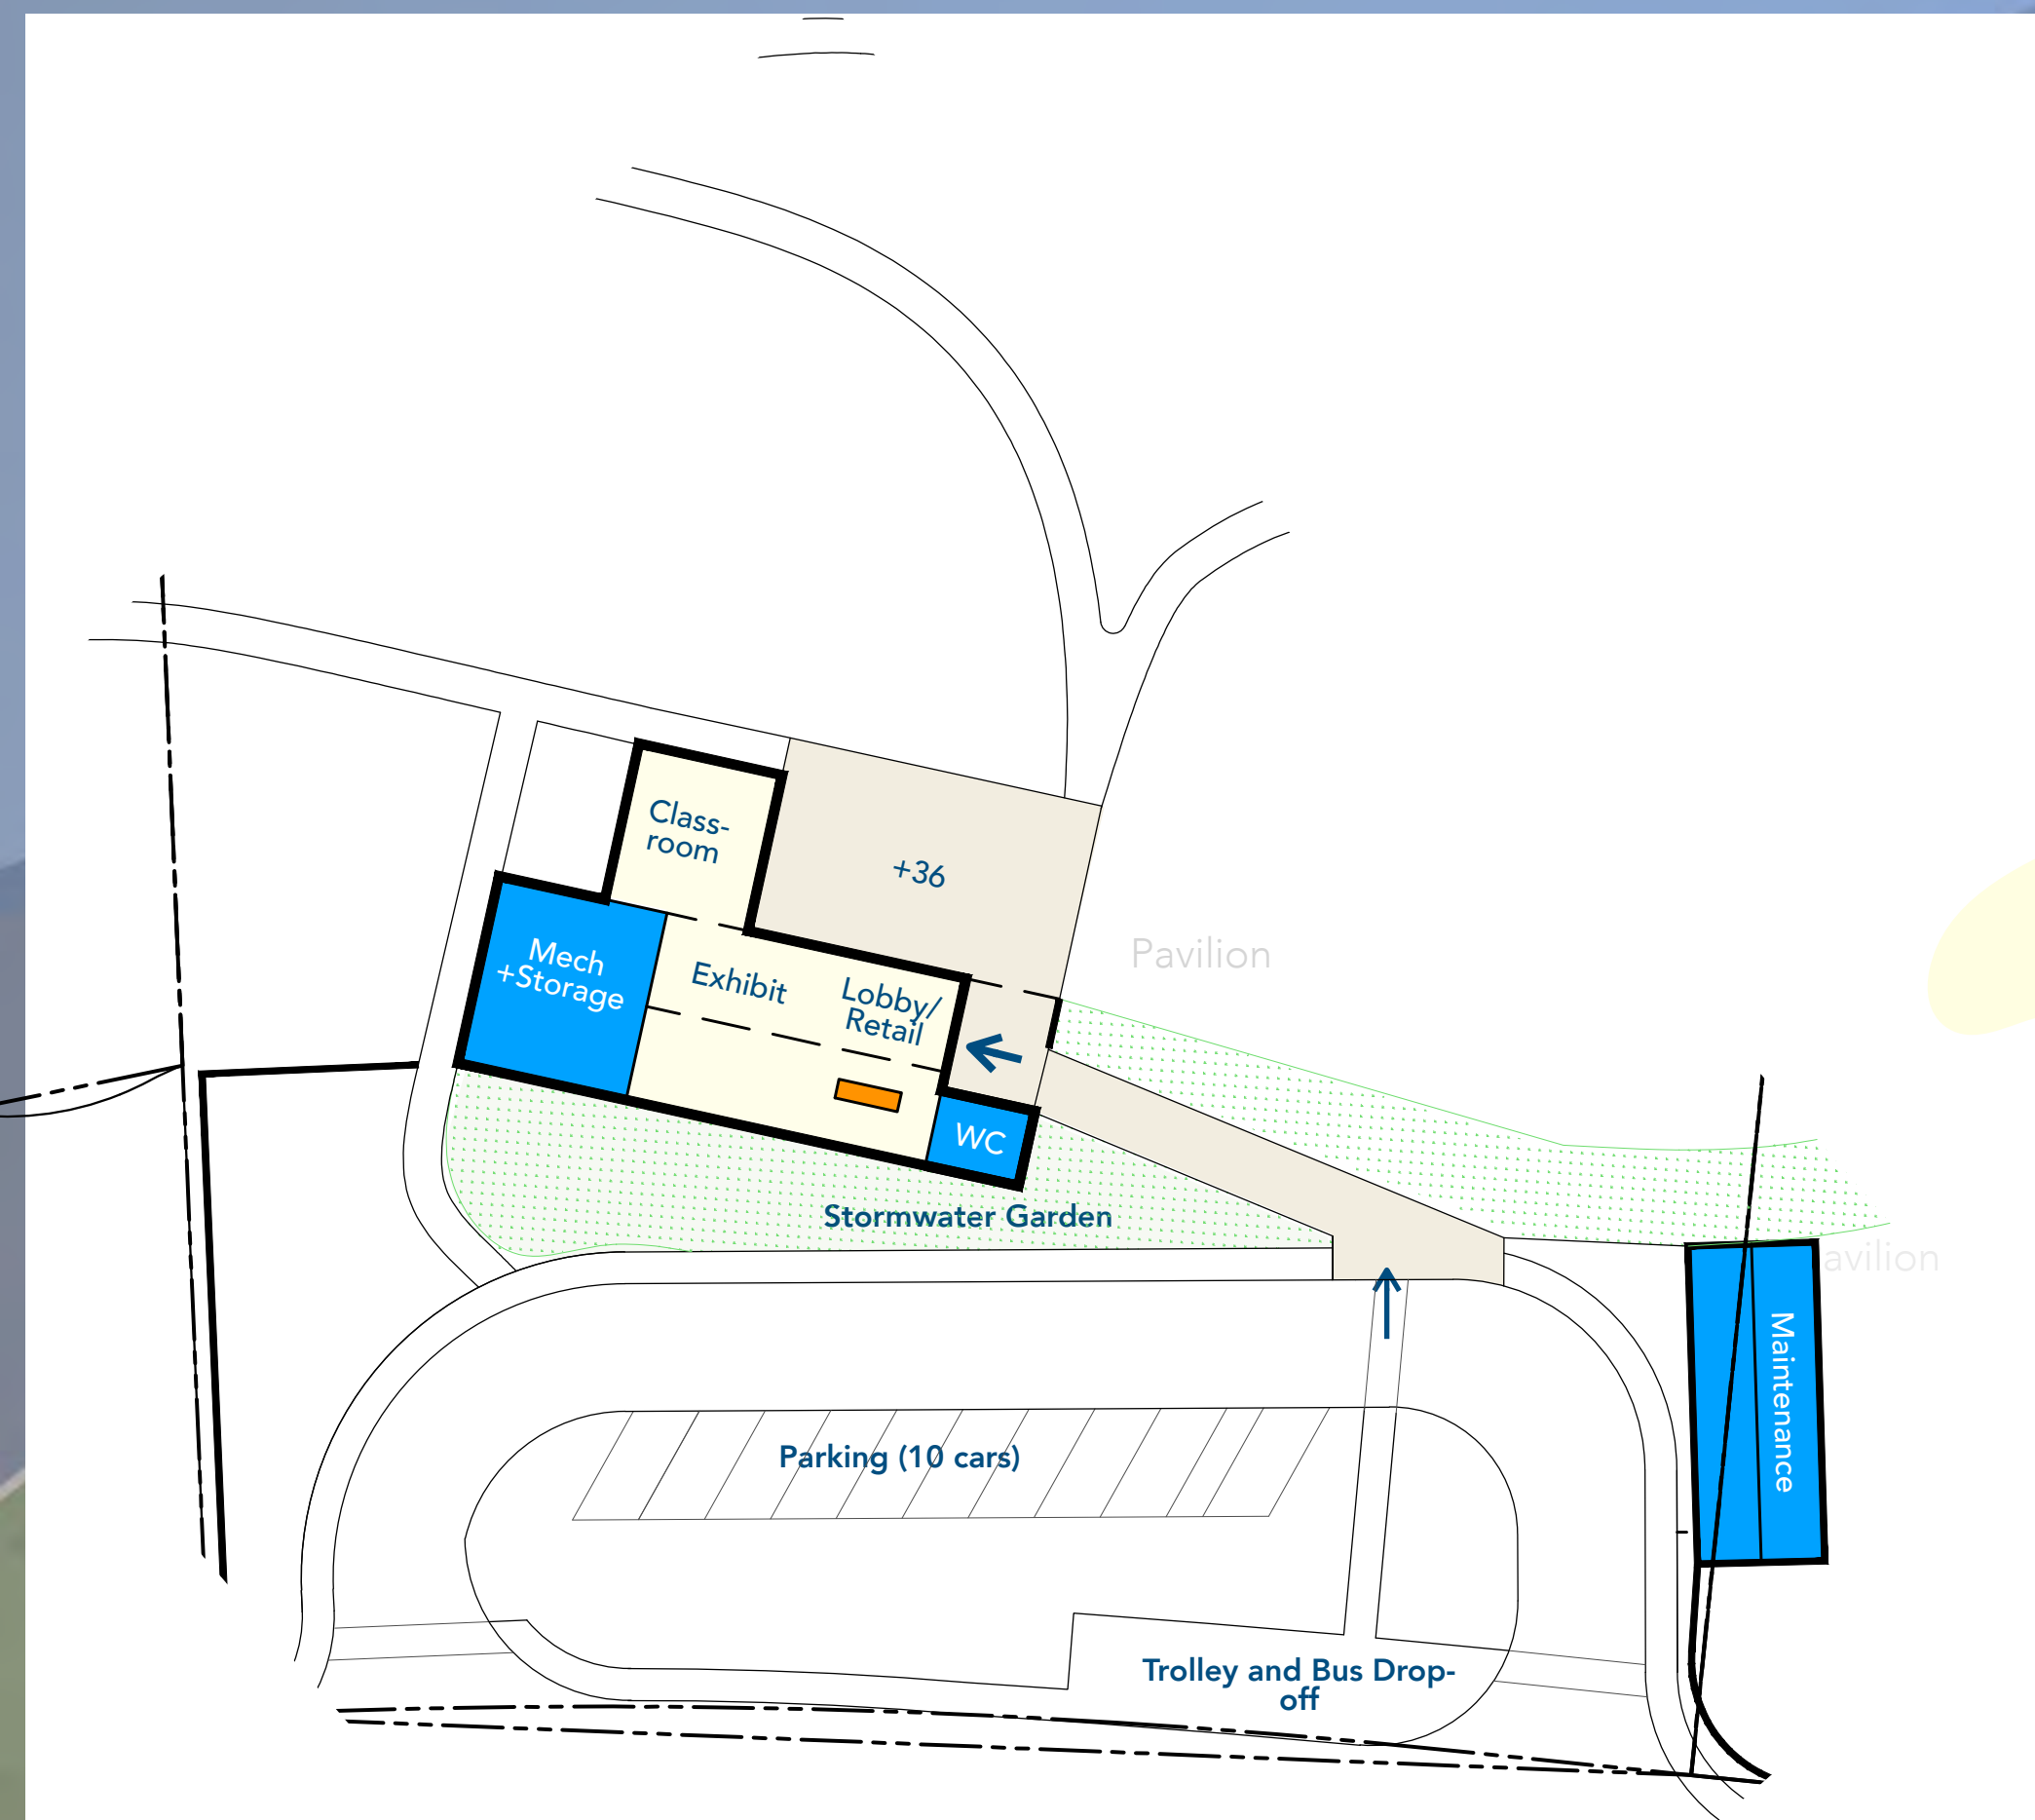 Class-
room
+36
Pavilion
Mech
+Storage
Exhibit
Lobby/
Retail
WC
Stormwater Garden
avilion
Maintenance
Parking (10 cars)
Trolley and Bus Drop-
off